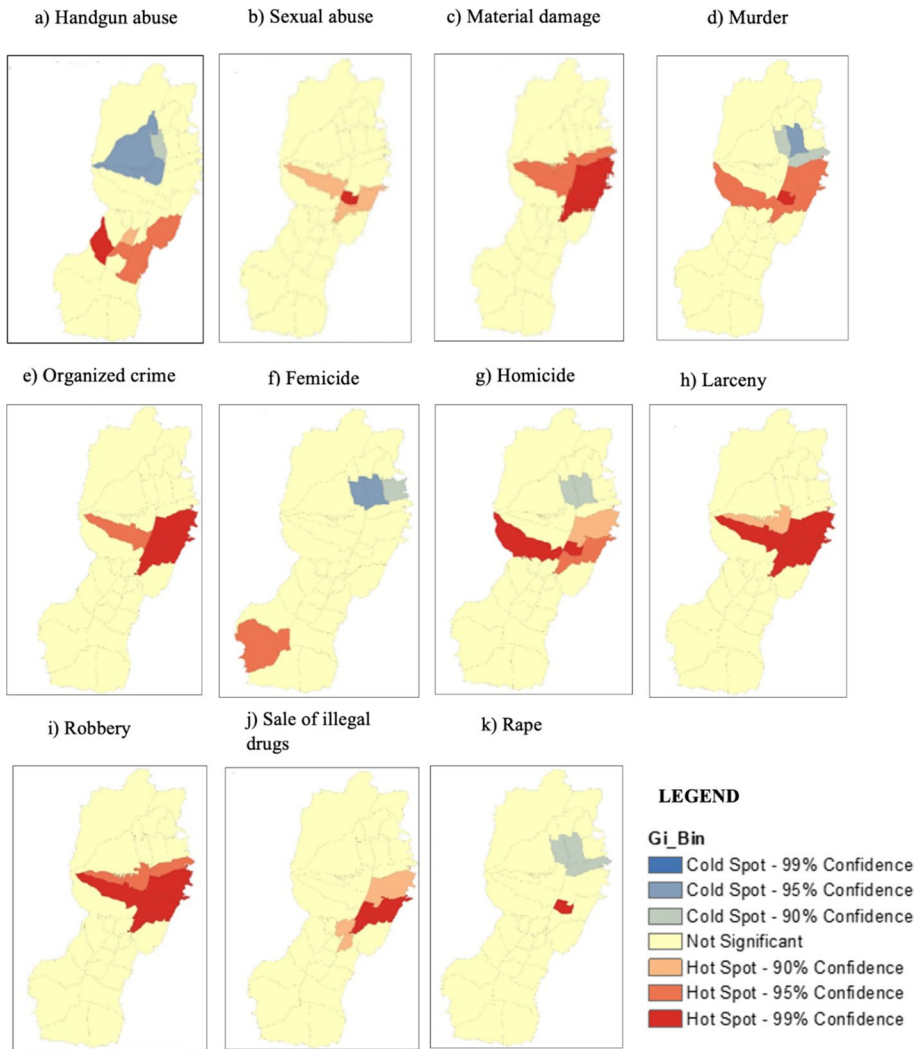 a) Handgun abuse
b) Sexual abuse
c) Material damage
d) Murder
e) Organized crime
f) Femicide
g) Homicide
h) Larceny
i) Robbery
j) Sale of illegal
drugs
k) Rape
LEGEND
Gi_Bin
Cold Spot - 99% Confidence
Cold Spot - 95% Confidence
Cold Spot - 90% Confidence
Not Significant
Hot Spot - 90% Confidence
Hot Spot - 95% Confidence
Hot Spot - 99% Confidence